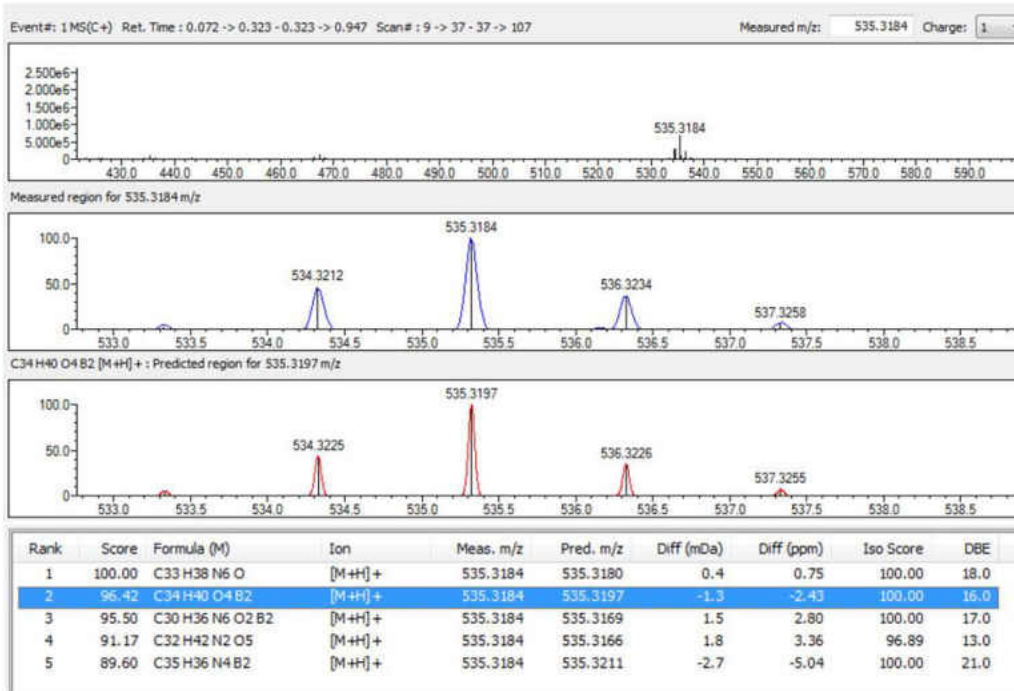 Event#: 1 MS(C+) Ret. Time : 0.072 -> 0.323 - 0.323 -> 0.947 Scan# : 9 -> 37 - 37 -> 107 Measured m/z: 535.3184 Charge: 1
2.500e6
2.000e6
1.500e6
1.000e6
5.000e5
0
535.3184
430.0 440.0 450.0 460.0 470.0 480.0 490.0 500.0 510.0 520.0 530.0 540.0 550.0 560.0 570.0 580.0 590.0
Measured region for 535.3184 m/z
535.3184
100.0
534.3212
536.3234
50.0
537.3258
0
533.0 533.5 534.0 534.5 535.0 535.5 536.0 536.5 537.0 537.5 538.0 538.5
C34 H40 O4 B2 [M+H]+ : Predicted region for 535.3197 m/z
535.3197
100.0
534.3225
536.3226
50.0
537.3255
0
533.0 533.5 534.0 534.5 535.0 535.5 536.0 536.5 537.0 537.5 538.0 538.5
Rank Score Formula (M) Ion Meas. m/z Pred. m/z Diff (mDa) Diff (ppm) Iso Score DBE
1 100.00 C33 H38 N6 O [M+H]+ 535.3184 535.3180 0.4 0.75 100.00 18.0
2 96.42 C34 H40 O4 B2 [M+H]+ 535.3184 535.3197 -1.3 -2.43 100.00 16.0
3 95.50 C30 H36 N6 O2 B2 [M+H]+ 535.3184 535.3169 1.5 2.80 100.00 17.0
4 91.17 C32 H42 N2 O5 [M+H]+ 535.3184 535.3166 1.8 3.36 96.89 13.0
5 89.60 C35 H36 N4 B2 [M+H]+ 535.3184 535.3211 -2.7 -5.04 100.00 21.0